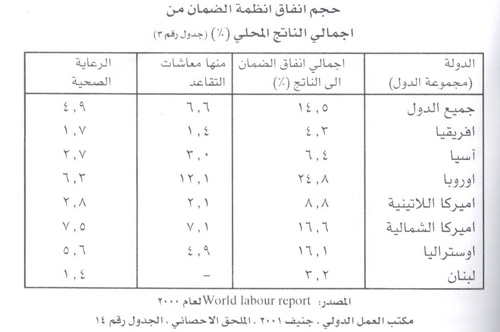 حجم انفاق انظمة الضمان من
اجمالي الناتج المحلي (٪) (جدول رقم ٣)
الدولة (مجموعة الدول) اجمالي انفاق الضمان الى الناتج (٪) منها معاشات التقاعد الرعاية الصحية
جميع الدول ١٤,٥ ٦,٦ ٤,٩
افريقيا ٤,٣ ١,٤ ١,٧
آسيا ٦,٤ ٣,٠ ٢,٧
اوروبا ٢٤,٨ ١٢,١ ٦,٣
اميركا اللاتينية ٨,٨ ٢,١ ٢,٨
اميركا الشمالية ١٦,٦ ٧,١ ٧,٥
اوستراليا ١٦,١ ٤,٩ ٥,٦
لبنان ٣,٢ – ١,٤
المصدر: World labour report لعام ٢٠٠٠
مكتب العمل الدولي، جنيف ٢٠٠١، الملحق الاحصائي، الجدول رقم ١٤